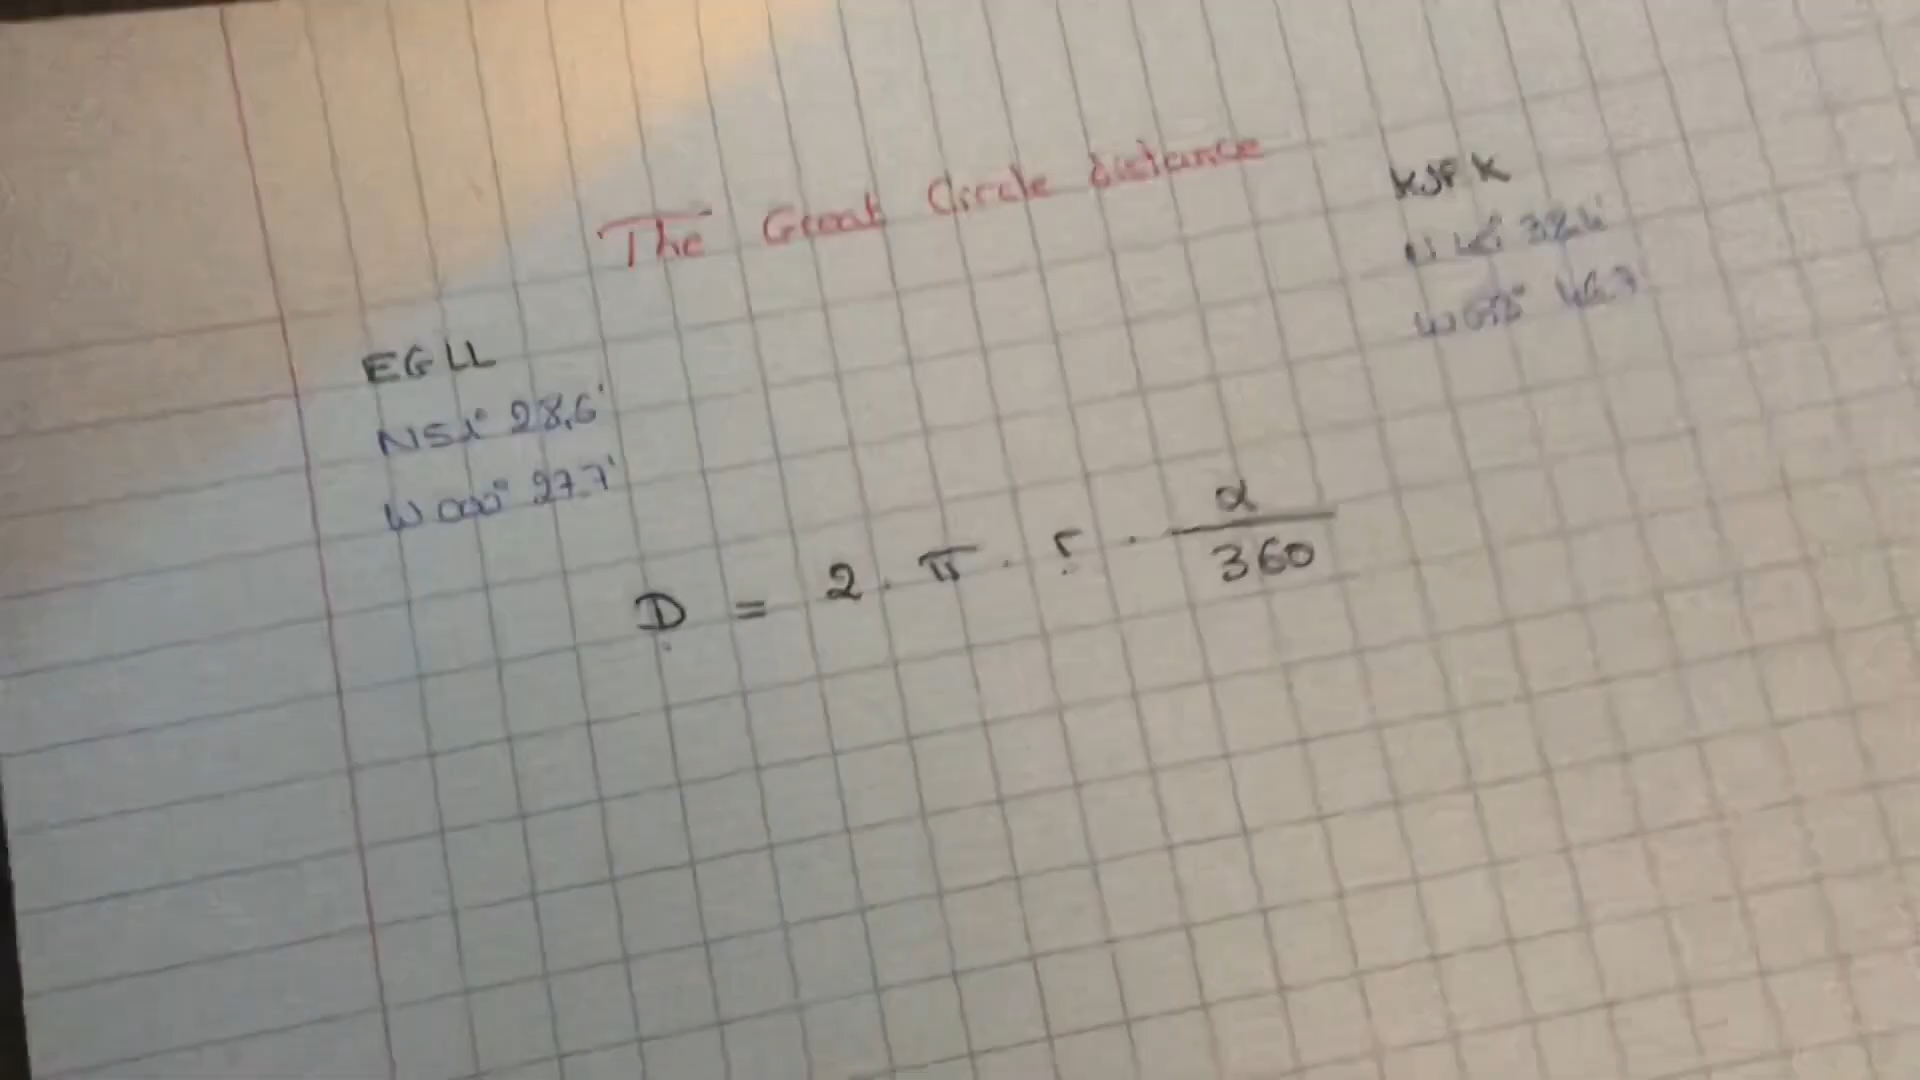 The Great Circle distance
KJFK
EGLL
N51° 28,6'
W000° 27.7'
D = 2 . π . r . α / 360